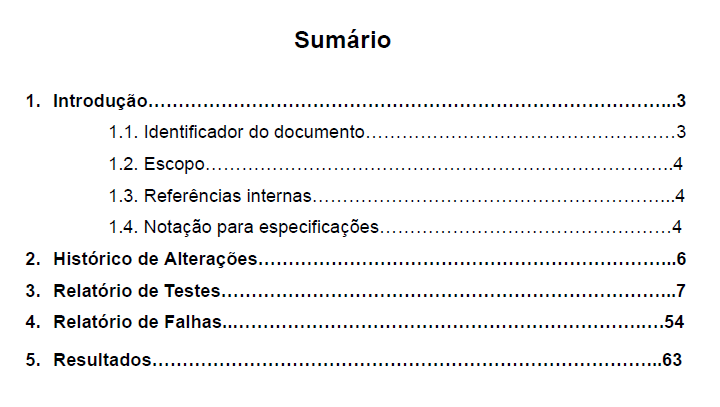 Sumário
1. Introdução…………………………………………………………………………...3
1.1. Identificador do documento……………………………………………3
1.2. Escopo…………………………………………………………………..4
1.3. Referências internas…………………………………………………...4
1.4. Notação para especificações…………………………………………4
2. Histórico de Alterações…………………………………………………………...6
3. Relatório de Testes………………………………………………………………...7
4. Relatório de Falhas..……………………………………………………….….54
5. Resultados………………………………………………………………………...63